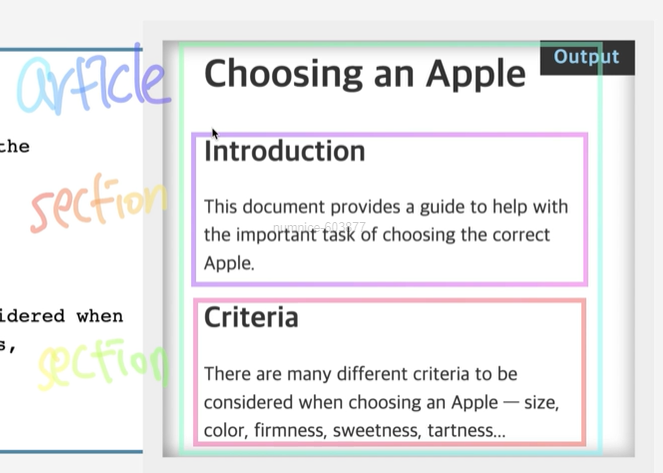 Output
article
Choosing an Apple
the
Introduction
section
This document provides a guide to help with
the important task of choosing the correct
Apple.
Criteria
idered when
s,
section
There are many different criteria to be
considered when choosing an Apple — size,
color, firmness, sweetness, tartness...